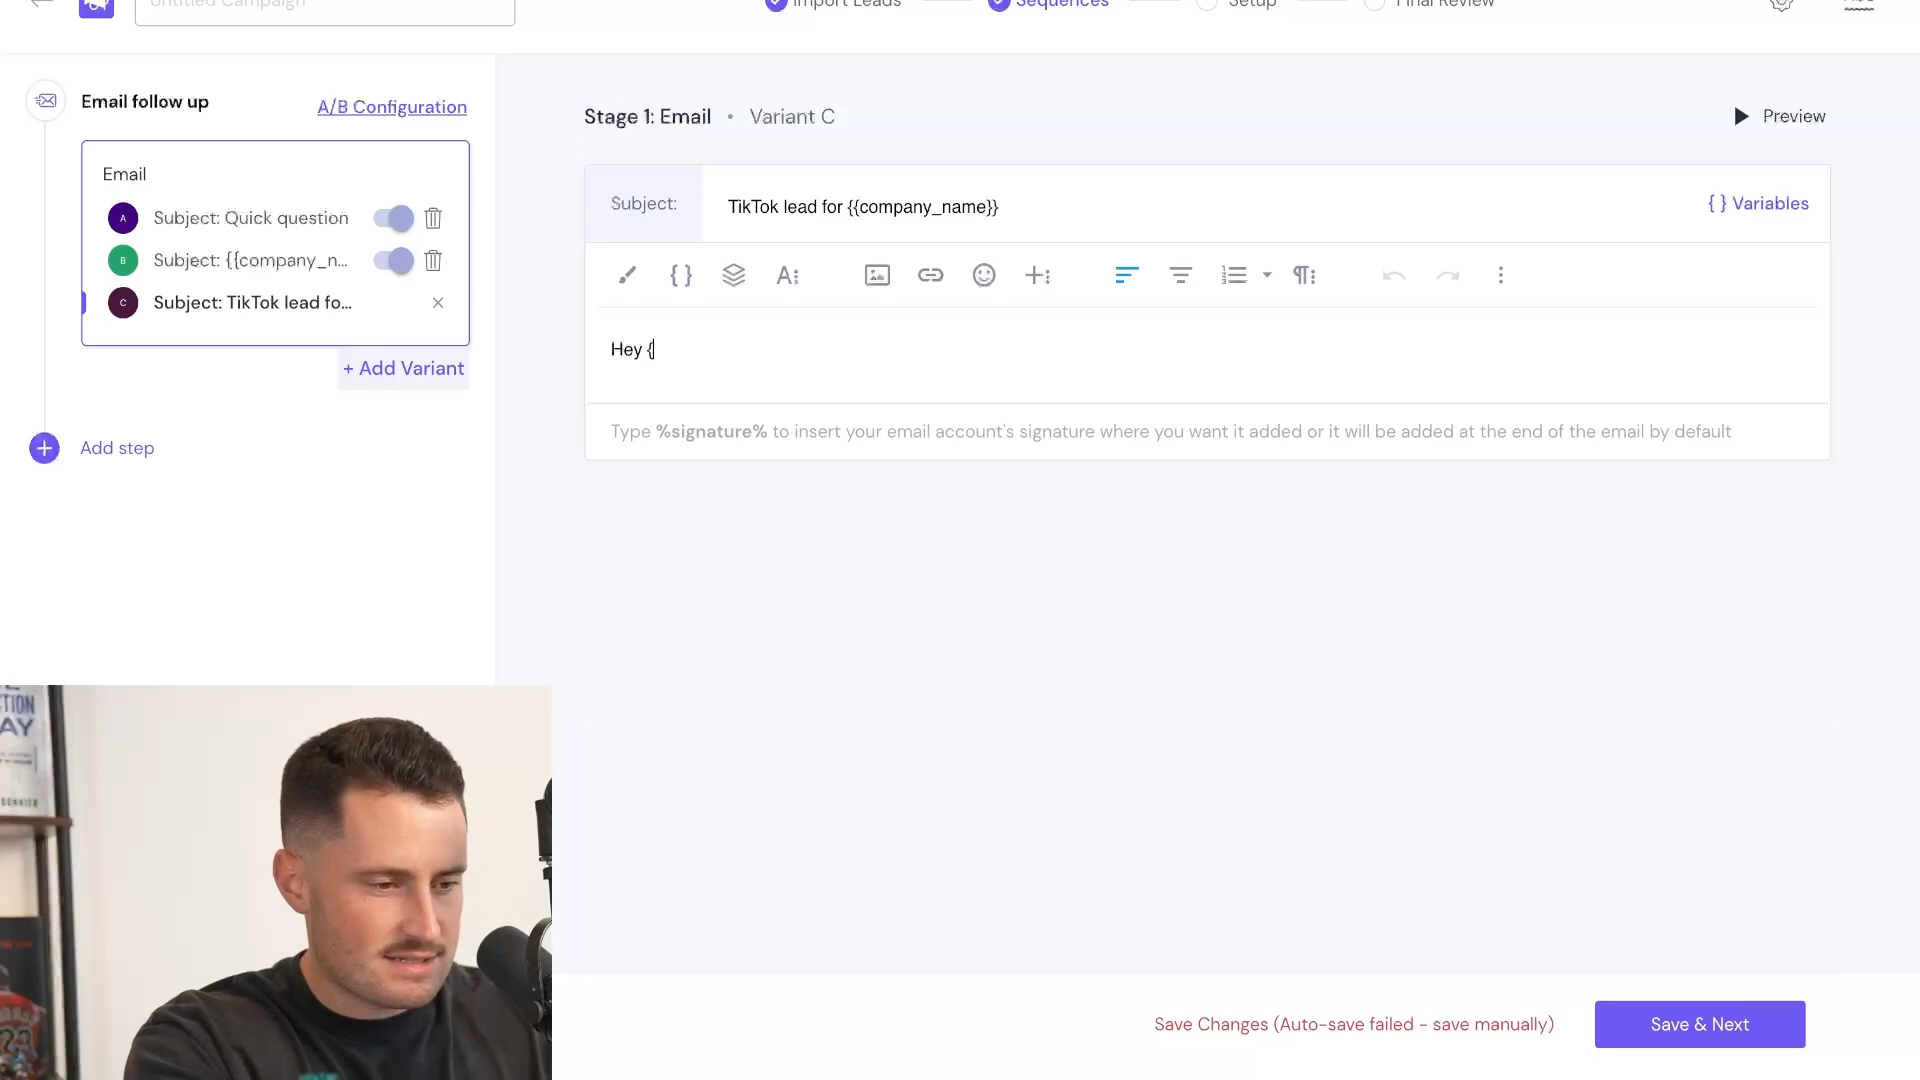 Untitled Campaign
Import Leads
Sequences
Setup
Final Review
Email follow up
A/B Configuration
Email
A
Subject: Quick question
B
Subject: {{company_n...
C
Subject: TikTok lead fo...
+ Add Variant
Add step
Stage 1: Email • Variant C
Preview
Subject:
TikTok lead for {{company_name}}
{ } Variables
Hey {
Type %signature% to insert your email account's signature where you want it added or it will be added at the end of the email by default
Save Changes (Auto-save failed - save manually)
Save & Next